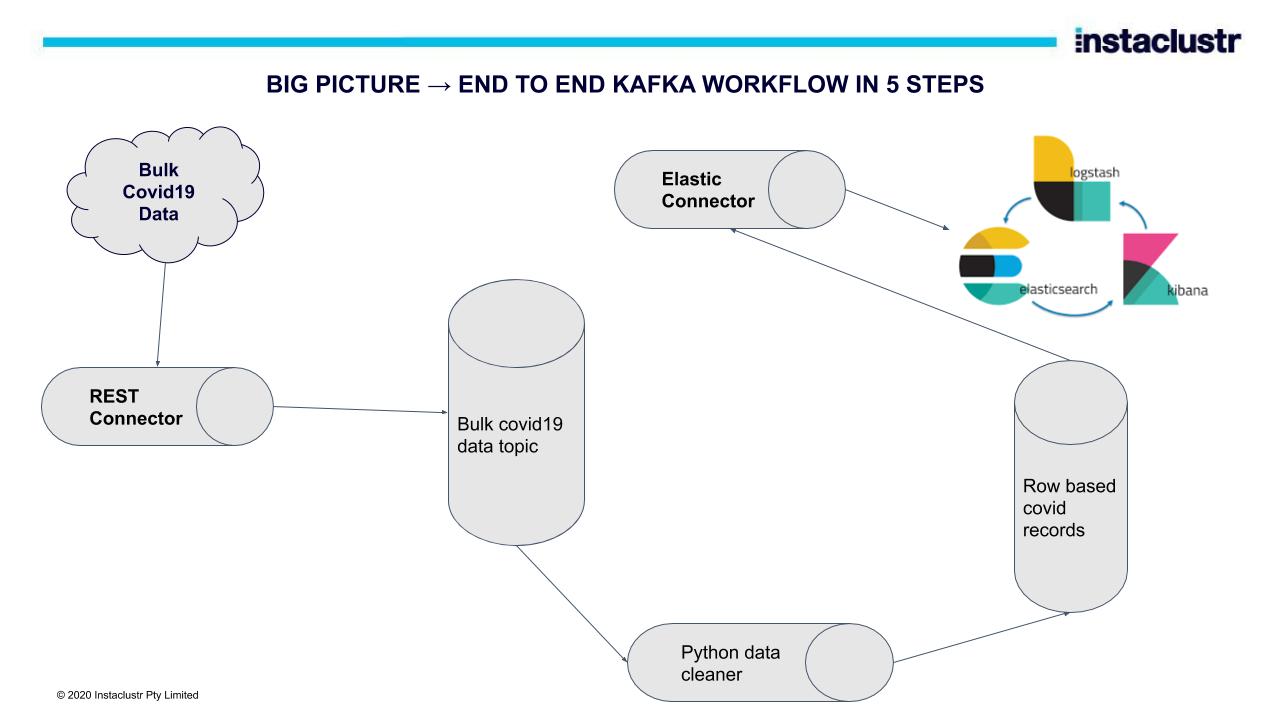 instaclustr
BIG PICTURE → END TO END KAFKA WORKFLOW IN 5 STEPS
Bulk
Covid19
Data
Elastic
Connector
logstash
elasticsearch
kibana
REST
Connector
Bulk covid19
data topic
Row based
covid
records
Python data
cleaner
© 2020 Instaclustr Pty Limited